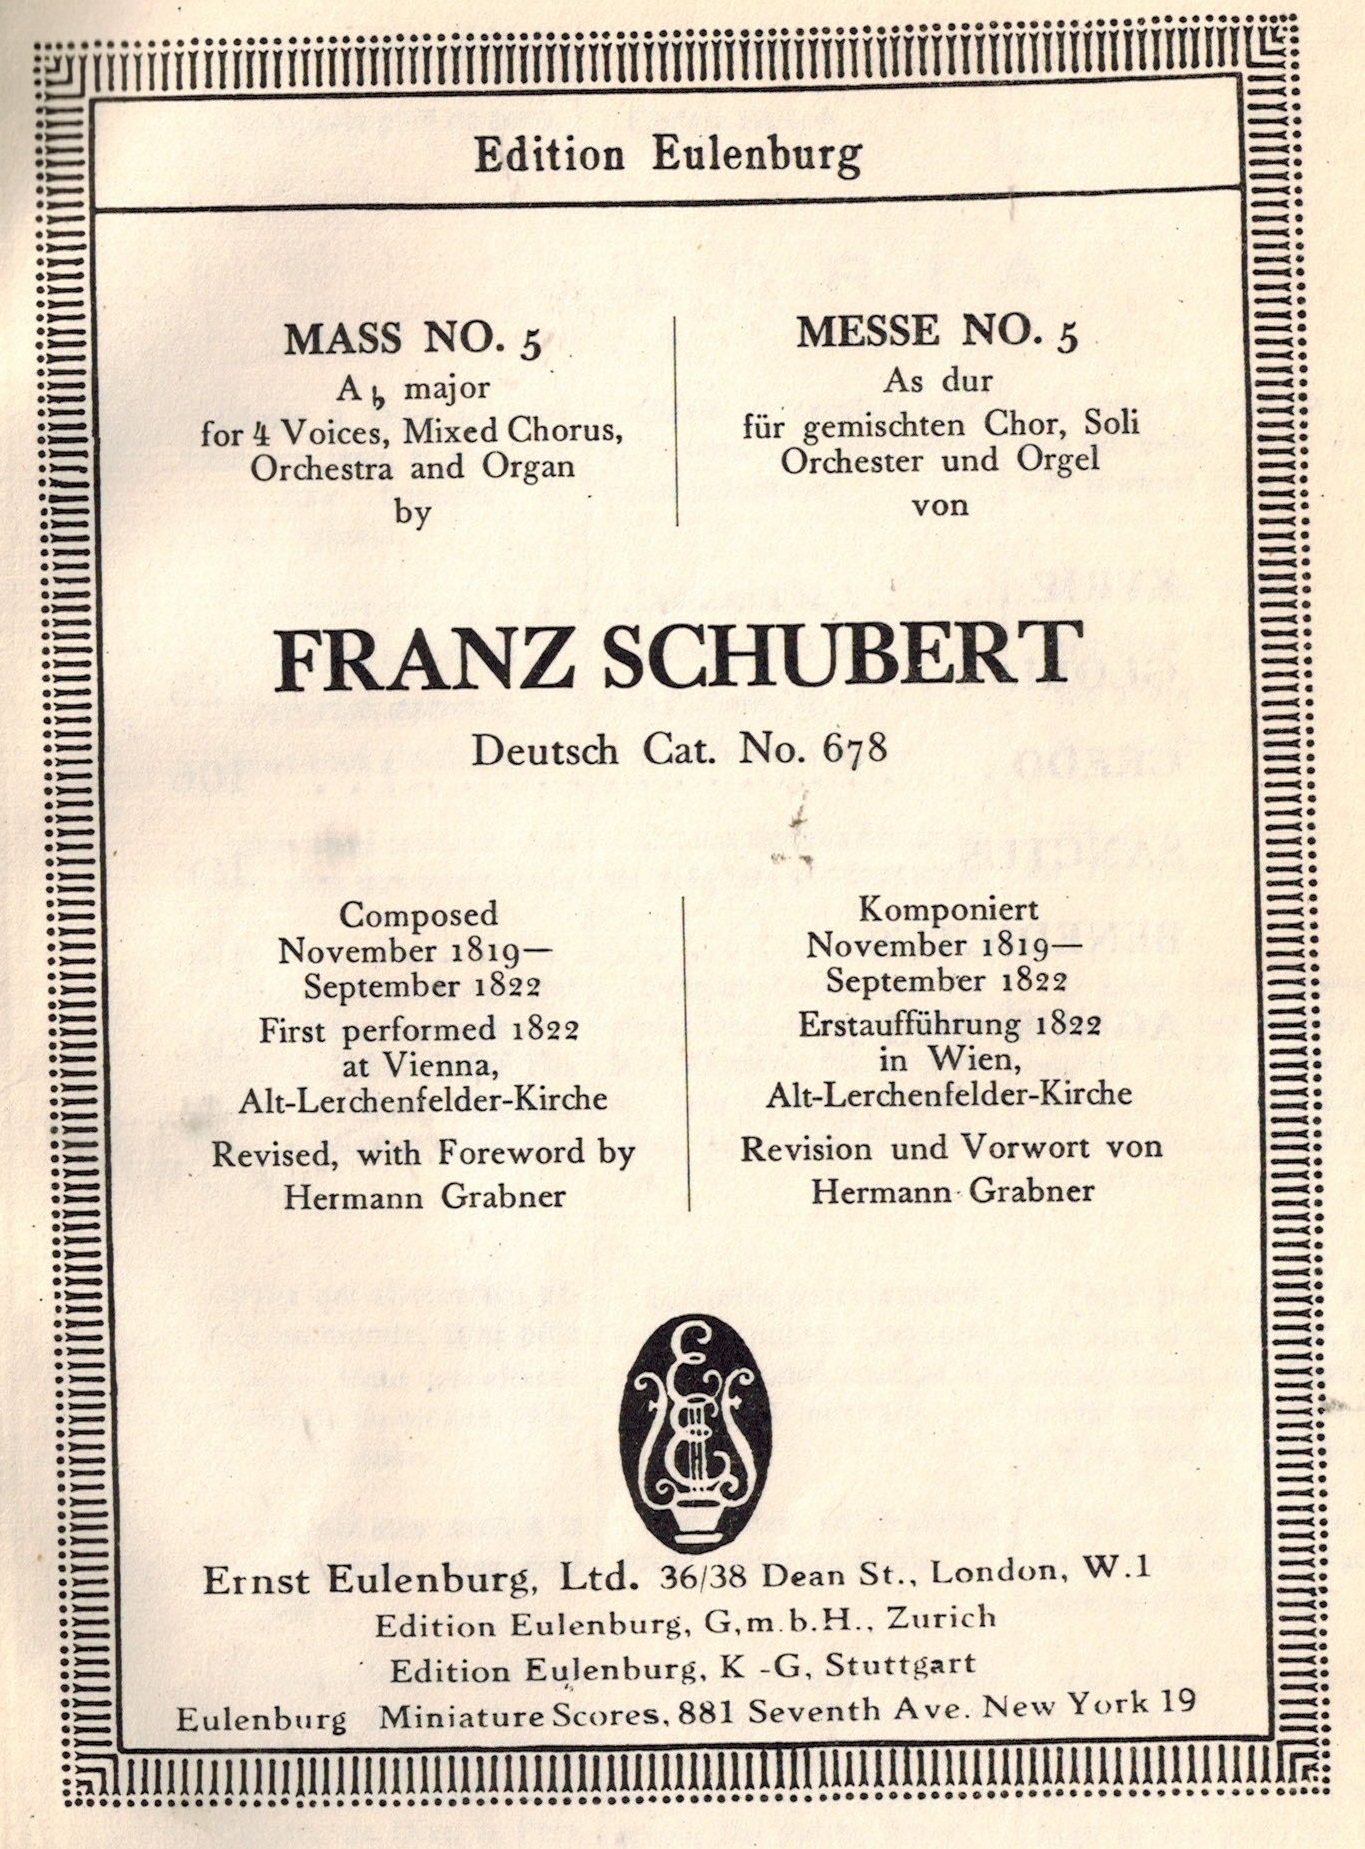 Edition Eulenburg
MASS NO. 5
A♭ major
for 4 Voices, Mixed Chorus,
Orchestra and Organ
by
MESSE NO. 5
As dur
für gemischten Chor, Soli
Orchester und Orgel
von
FRANZ SCHUBERT
Deutsch Cat. No. 678
Composed
November 1819—
September 1822
First performed 1822
at Vienna,
Alt-Lerchenfelder-Kirche
Revised, with Foreword by
Hermann Grabner
Komponiert
November 1819—
September 1822
Erstaufführung 1822
in Wien,
Alt-Lerchenfelder-Kirche
Revision und Vorwort von
Hermann Grabner
Ernst Eulenburg, Ltd. 36/38 Dean St., London, W.1
Edition Eulenburg, G,m.b.H., Zurich
Edition Eulenburg, K -G, Stuttgart
Eulenburg Miniature Scores, 881 Seventh Ave. New York 19